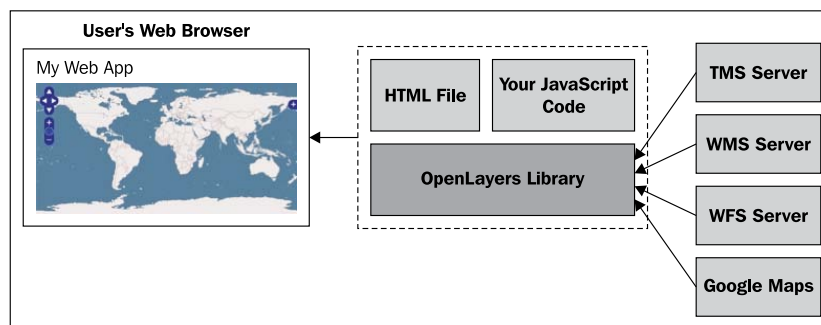 User's Web Browser
My Web App
HTML File
Your JavaScript
Code
OpenLayers Library
TMS Server
WMS Server
WFS Server
Google Maps